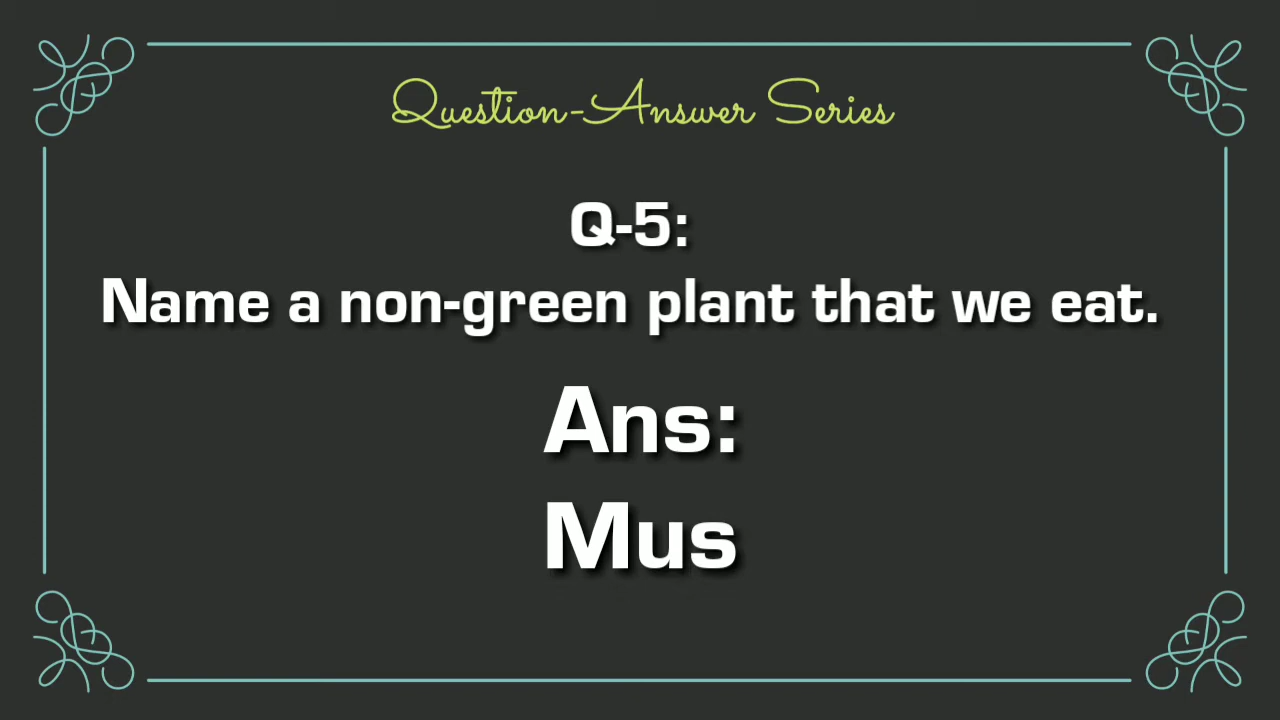 Question-Answer Series
Q-5:
Name a non-green plant that we eat.
Ans:
Mus